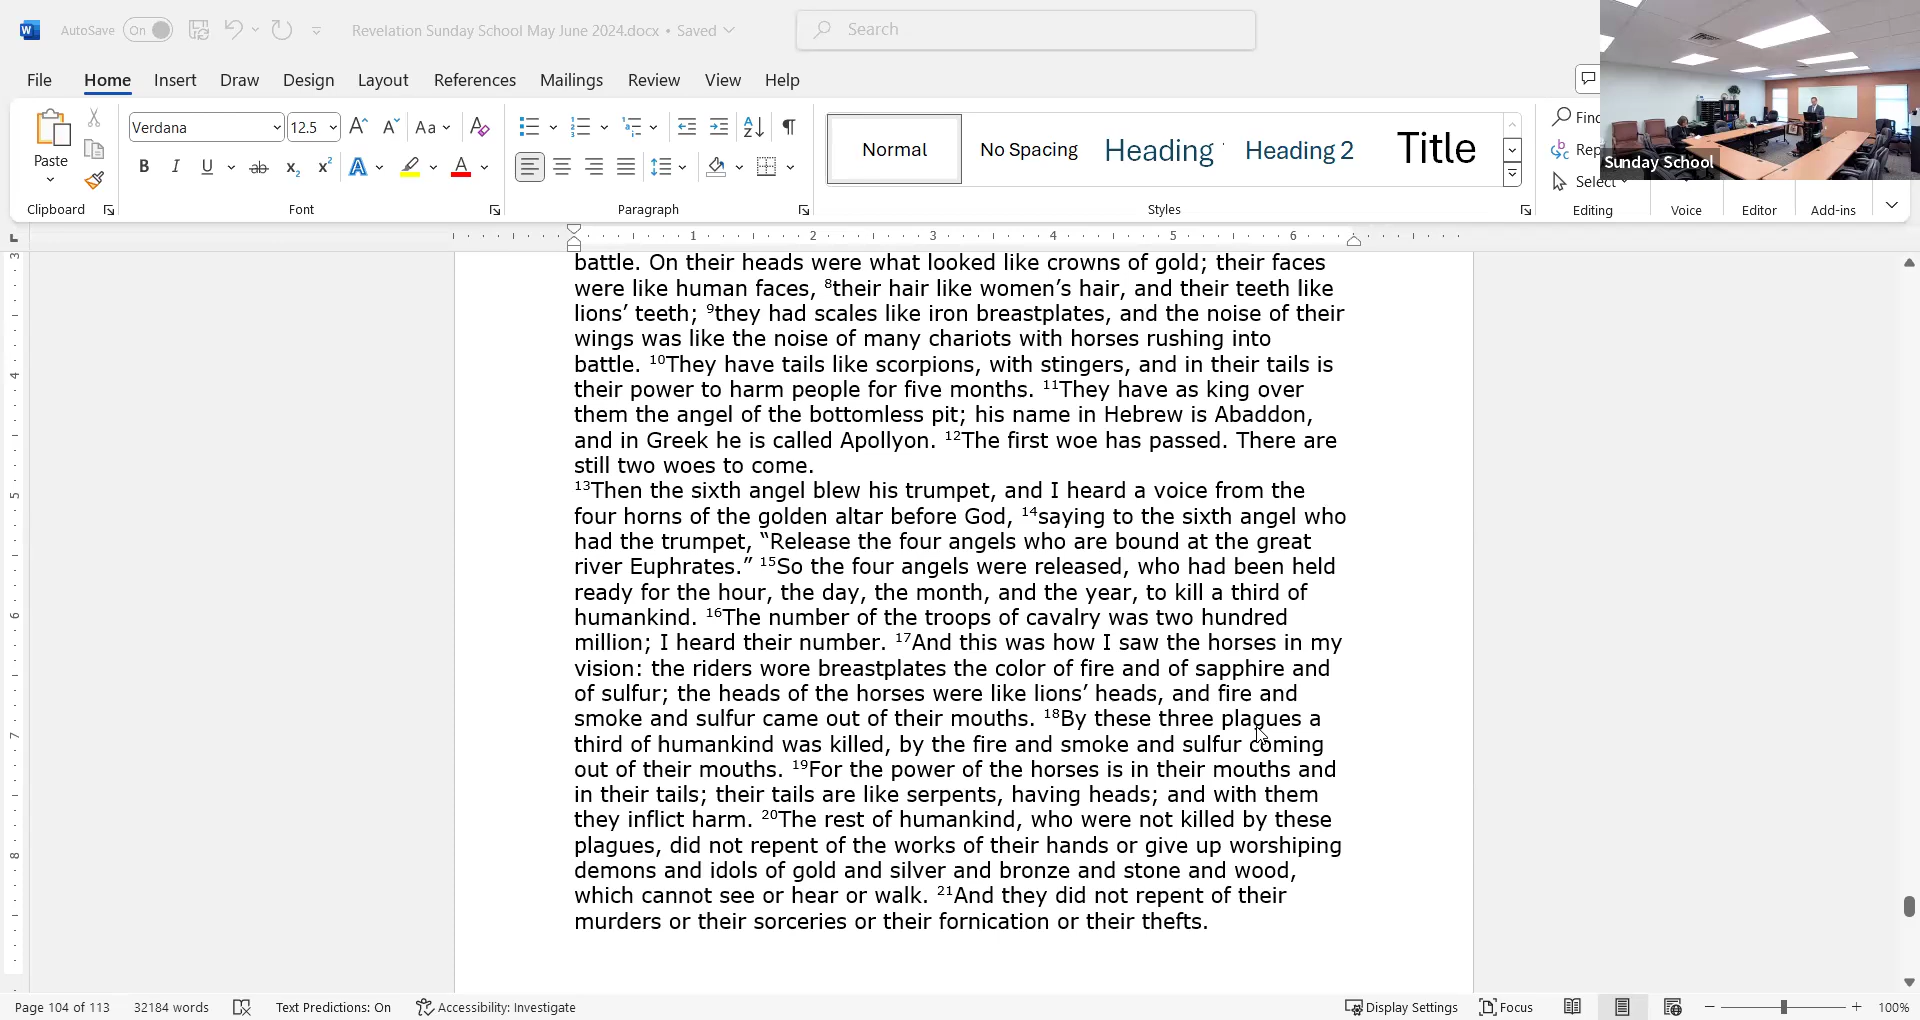 AutoSave On Revelation Sunday School May June 2024.docx • Saved Search
File Home Insert Draw Design Layout References Mailings Review View Help
Paste Verdana 12.5 Normal No Spacing Heading Heading 2 Title
Select
Clipboard Font Paragraph Styles Editing Voice Editor Add-ins
Sunday School
1 2 3 4 5 6
battle. On their heads were what looked like crowns of gold; their faces
were like human faces, ⁸their hair like women’s hair, and their teeth like
lions’ teeth; ⁹they had scales like iron breastplates, and the noise of their
wings was like the noise of many chariots with horses rushing into
battle. ¹⁰They have tails like scorpions, with stingers, and in their tails is
their power to harm people for five months. ¹¹They have as king over
them the angel of the bottomless pit; his name in Hebrew is Abaddon,
and in Greek he is called Apollyon. ¹²The first woe has passed. There are
still two woes to come.
¹³Then the sixth angel blew his trumpet, and I heard a voice from the
four horns of the golden altar before God, ¹⁴saying to the sixth angel who
had the trumpet, “Release the four angels who are bound at the great
river Euphrates.” ¹⁵So the four angels were released, who had been held
ready for the hour, the day, the month, and the year, to kill a third of
humankind. ¹⁶The number of the troops of cavalry was two hundred
million; I heard their number. ¹⁷And this was how I saw the horses in my
vision: the riders wore breastplates the color of fire and of sapphire and
of sulfur; the heads of the horses were like lions’ heads, and fire and
smoke and sulfur came out of their mouths. ¹⁸By these three plagues a
third of humankind was killed, by the fire and smoke and sulfur coming
out of their mouths. ¹⁹For the power of the horses is in their mouths and
in their tails; their tails are like serpents, having heads; and with them
they inflict harm. ²⁰The rest of humankind, who were not killed by these
plagues, did not repent of the works of their hands or give up worshiping
demons and idols of gold and silver and bronze and stone and wood,
which cannot see or hear or walk. ²¹And they did not repent of their
murders or their sorceries or their fornication or their thefts.
Page 104 of 113 32184 words Text Predictions: On Accessibility: Investigate Display Settings Focus 100%